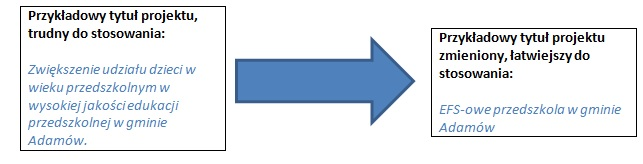 Przykładowy tytuł projektu,
trudny do stosowania:
Zwiększenie udziału dzieci w
wieku przedszkolnym w
wysokiej jakości edukacji
przedszkolnej w gminie
Adamów.
Przykładowy tytuł projektu
zmieniony, łatwiejszy do
stosowania:
EFS-owe przedszkola w gminie
Adamów